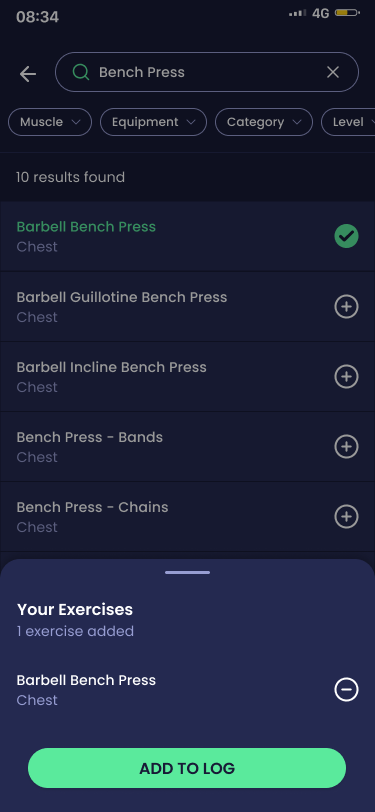 08:34
4G
Bench Press
Muscle
Equipment
Category
Level
10 results found
Barbell Bench Press
Chest
Barbell Guillotine Bench Press
Chest
Barbell Incline Bench Press
Chest
Bench Press - Bands
Chest
Bench Press - Chains
Chest
Your Exercises
1 exercise added
Barbell Bench Press
Chest
ADD TO LOG